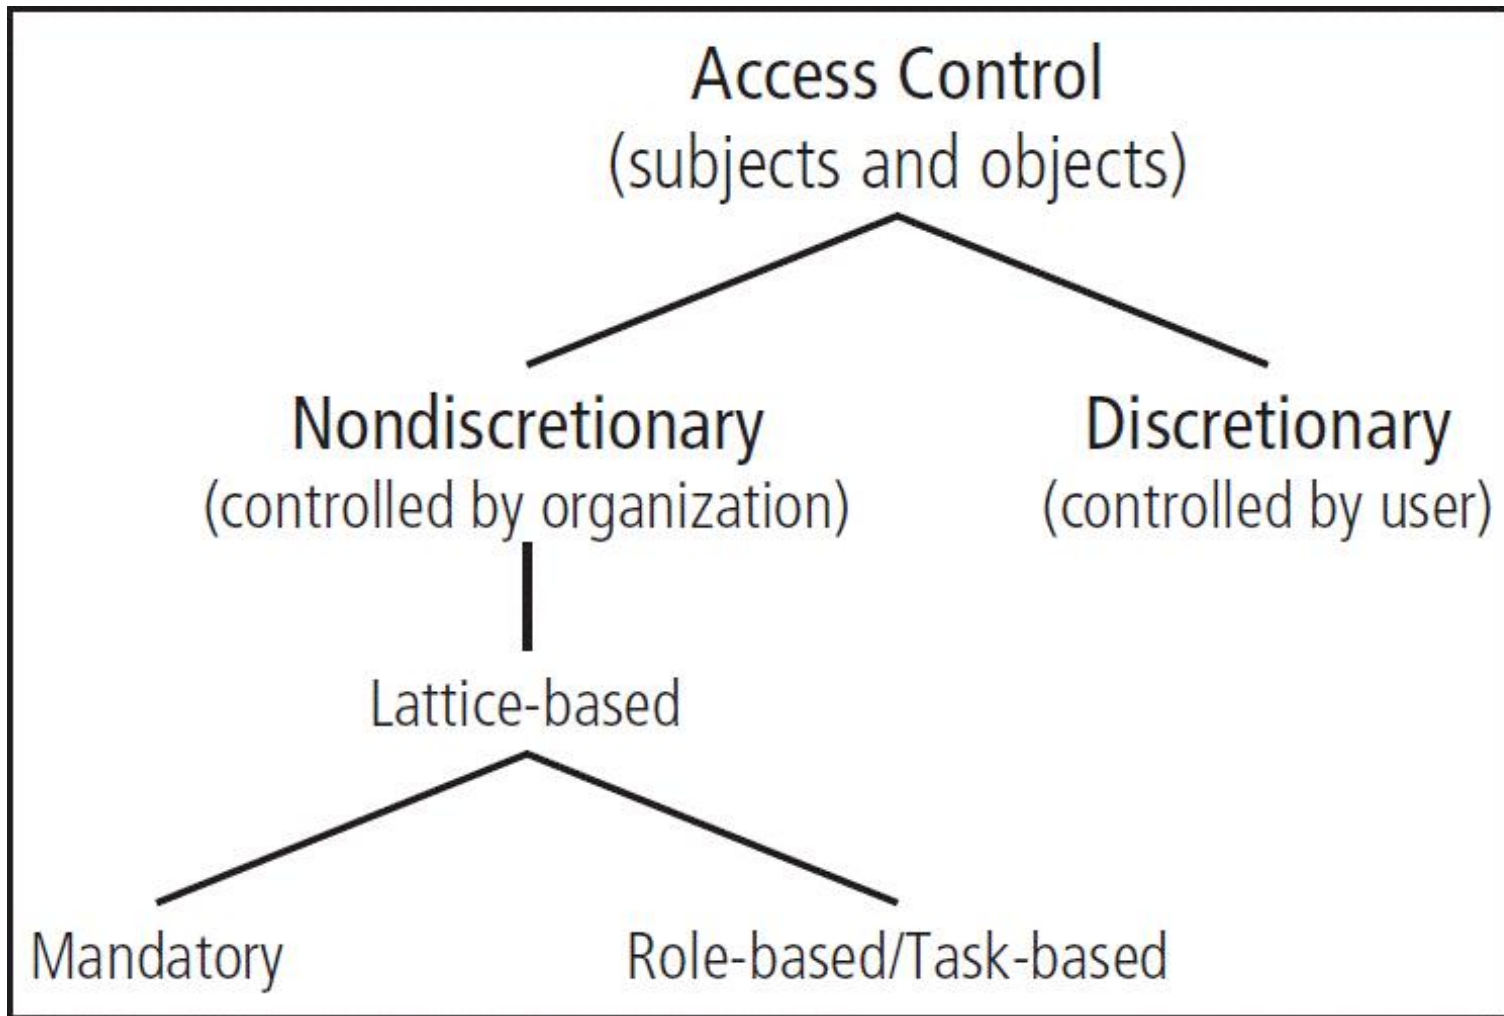 Access Control
(subjects and objects)
Nondiscretionary
(controlled by organization)
Discretionary
(controlled by user)
Lattice-based
Mandatory
Role-based/Task-based